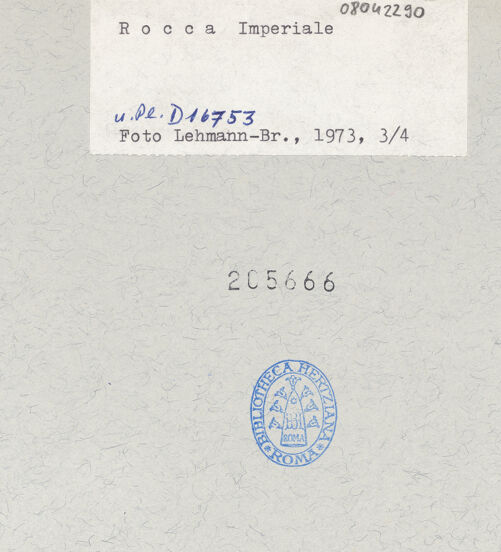 08042290
R o c c a  Imperiale
u. Pl. D16753
Foto Lehmann-Br., 1973, 3/4
205666
BIBLIOTHECA HERTZIANA
ROMA
ROMA